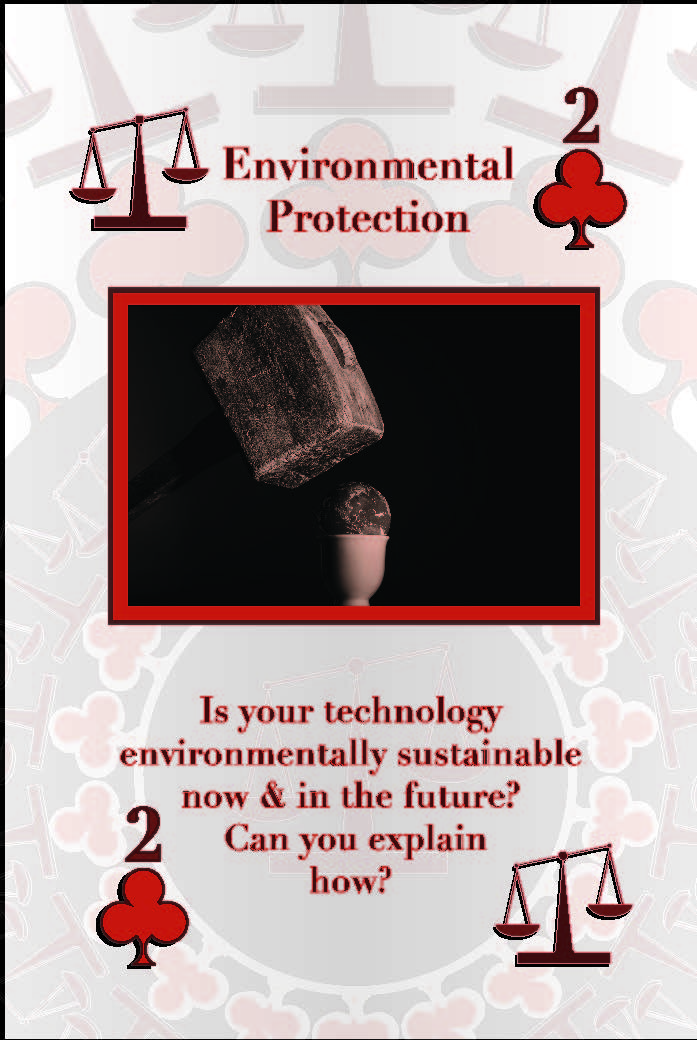 2
Environmental
Protection
Is your technology
environmentally sustainable
now & in the future?
Can you explain
how?
2